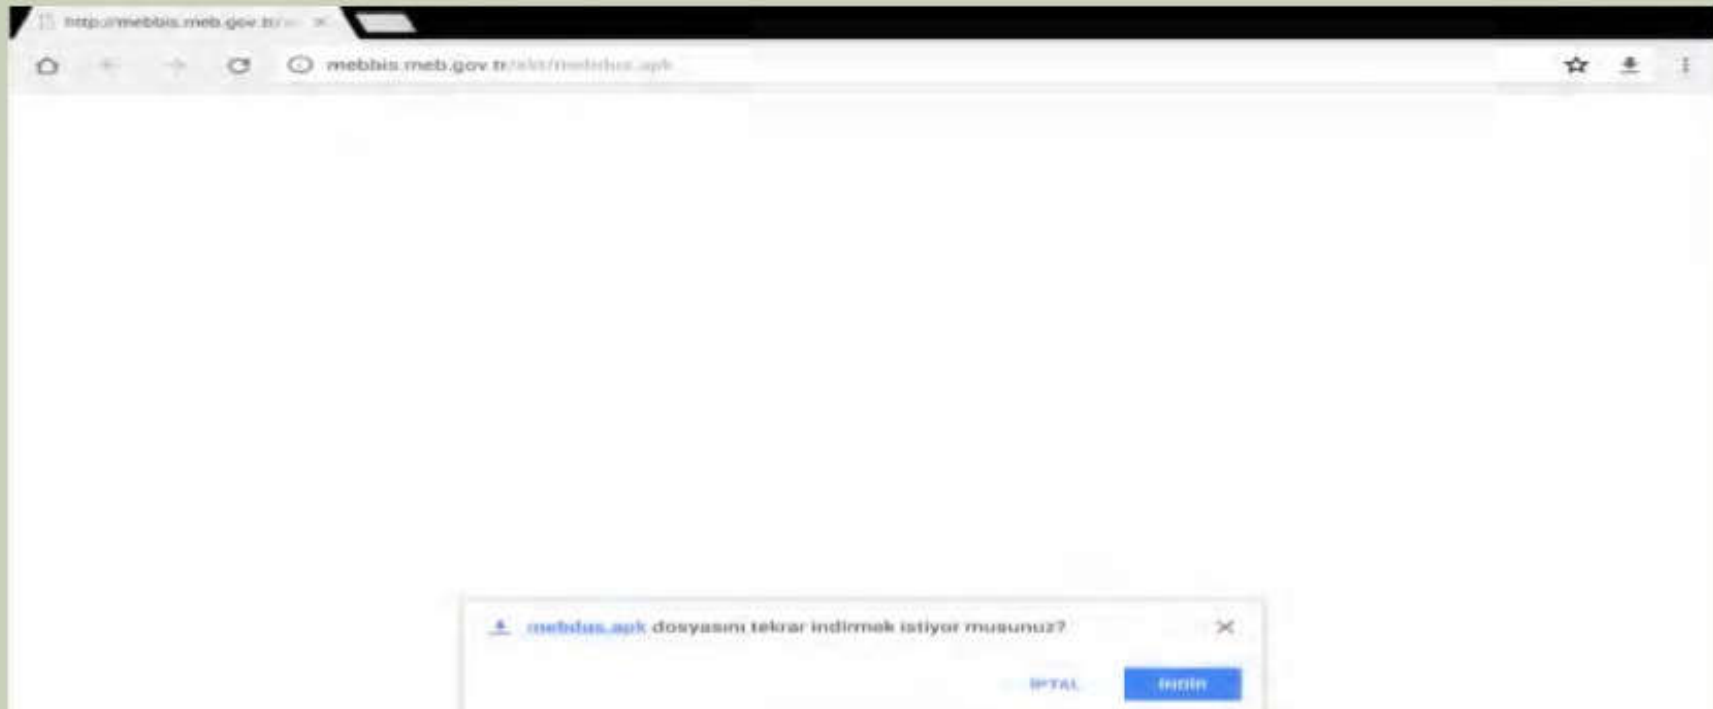 http://mebbis.meb.gov.tr/
mebbis.meb.gov.tr/
mebdus.apk dosyasını tekrar indirmek istiyor musunuz?
İPTAL
İNDİR